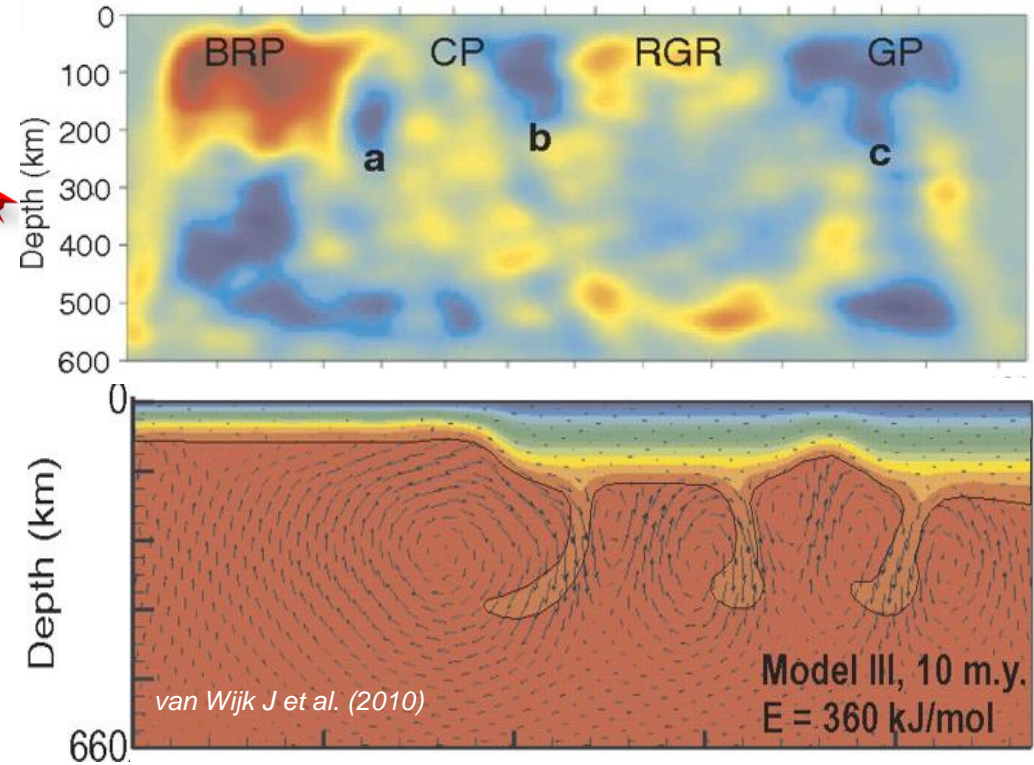 0
100
200
300
400
500
600
Depth (km)
BRP CP RGR GP
a b c
0
Depth (km)
660
van Wijk J et al. (2010)
Model III, 10 m.y.
E = 360 kJ/mol